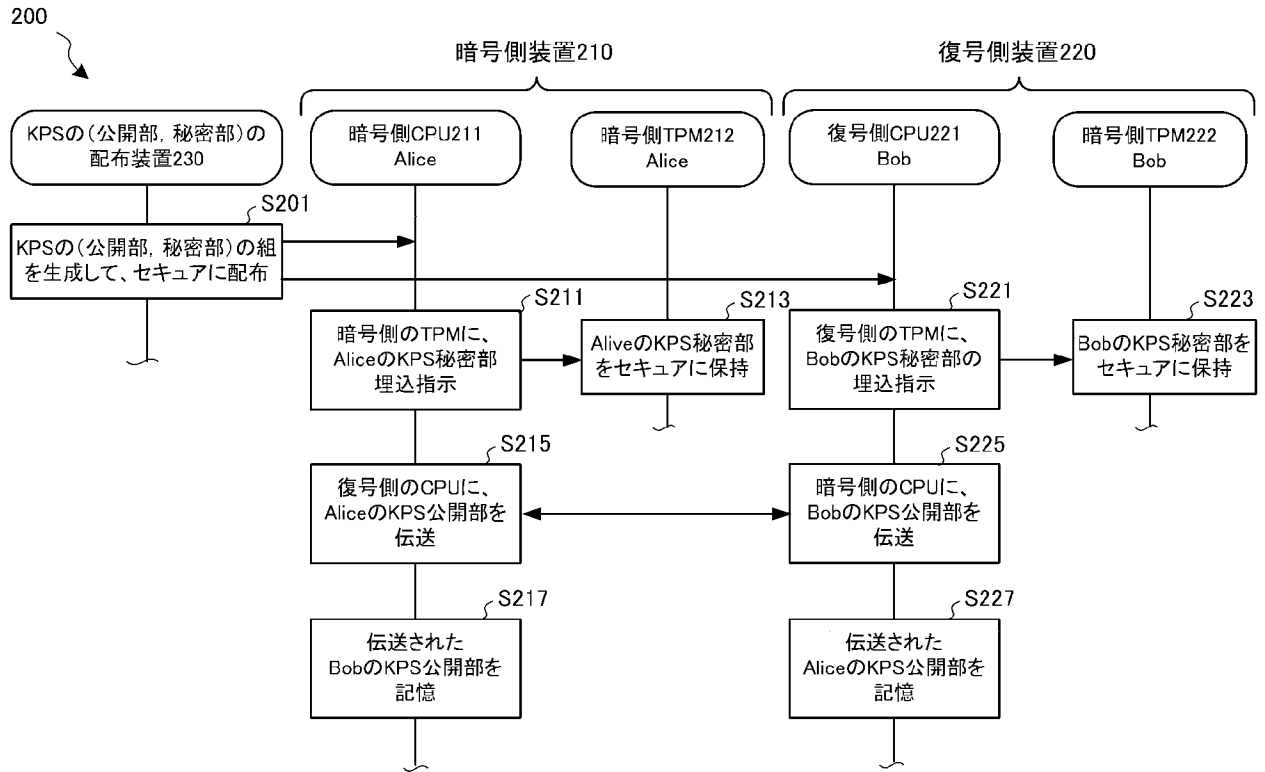 200
暗号側装置210
復号側装置220
KPSの(公開部, 秘密部)の
配布装置230
暗号側CPU211
Alice
暗号側TPM212
Alice
復号側CPU221
Bob
暗号側TPM222
Bob
S201
KPSの(公開部, 秘密部)の組
を生成して、セキュアに配布
S211
暗号側のTPMに、
AliceのKPS秘密部
埋込指示
S213
AliveのKPS秘密部
をセキュアに保持
S221
復号側のTPMに、
BobのKPS秘密部の
埋込指示
S223
BobのKPS秘密部を
セキュアに保持
S215
復号側のCPUに、
AliceのKPS公開部を
伝送
S225
暗号側のCPUに、
BobのKPS公開部を
伝送
S217
伝送された
BobのKPS公開部を
記憶
S227
伝送された
AliceのKPS公開部を
記憶